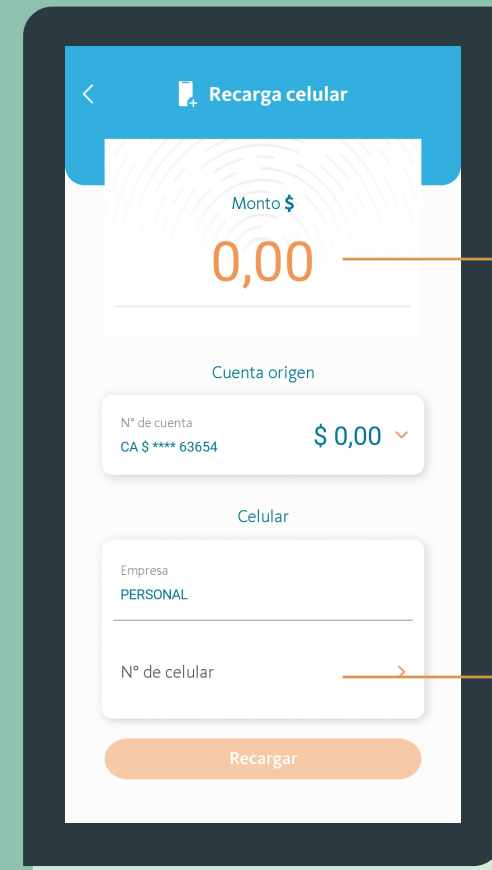 Recarga celular
Monto $
0,00
Cuenta origen
N° de cuenta
CA $ **** 63654
$ 0,00
Celular
Empresa
PERSONAL
N° de celular
Recargar